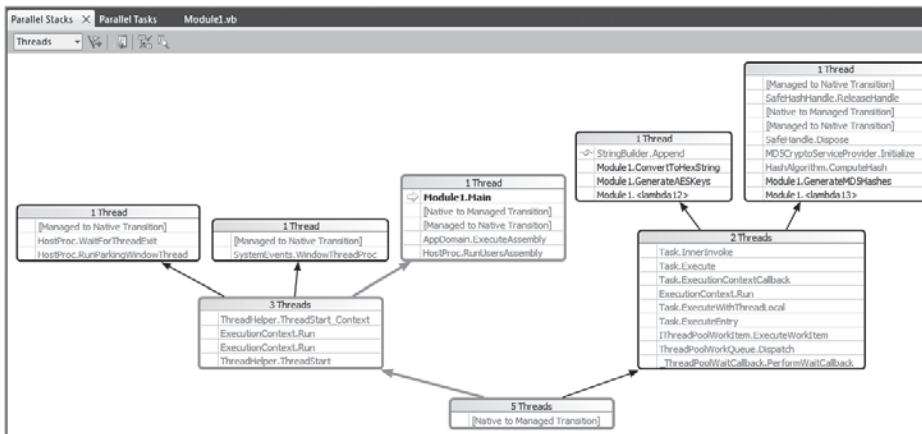 Parallel Stacks X Parallel Tasks Module1.vb
Threads
1 Thread
[Managed to Native Transition]
SafeHashHandle.ReleaseHandle
[Native to Managed Transition]
[Managed to Native Transition]
SafeHandle.Dispose
MD5CryptoServiceProvider.Initialize
HashAlgorithm.ComputeHash
Module1.GenerateMD5Hashes
Module1.<lambda13>
1 Thread
StringBuilder.Append
Module1.ConvertToHexString
Module1.GenerateAESKeys
Module1.<lambda12>
1 Thread
Module1.Main
[Native to Managed Transition]
[Managed to Native Transition]
AppDomain.ExecuteAssembly
HostProc.RunUsersAssembly
1 Thread
[Managed to Native Transition]
HostProc.WaitForThreadExit
HostProc.RunParkingWindowThread
1 Thread
[Managed to Native Transition]
SystemEvents.WindowThreadProc
2 Threads
Task.InnerInvoke
Task.Execute
Task.ExecutionContextCallback
ExecutionContext.Run
Task.ExecuteWithThreadLocal
Task.ExecuteEntry
IThreadPoolWorkItem.ExecuteWorkItem
ThreadPoolWorkQueue.Dispatch
_ThreadPoolWaitCallback.PerformWaitCallback
3 Threads
ThreadHelper.ThreadStart_Context
ExecutionContext.Run
ExecutionContext.Run
ThreadHelper.ThreadStart
5 Threads
[Native to Managed Transition]